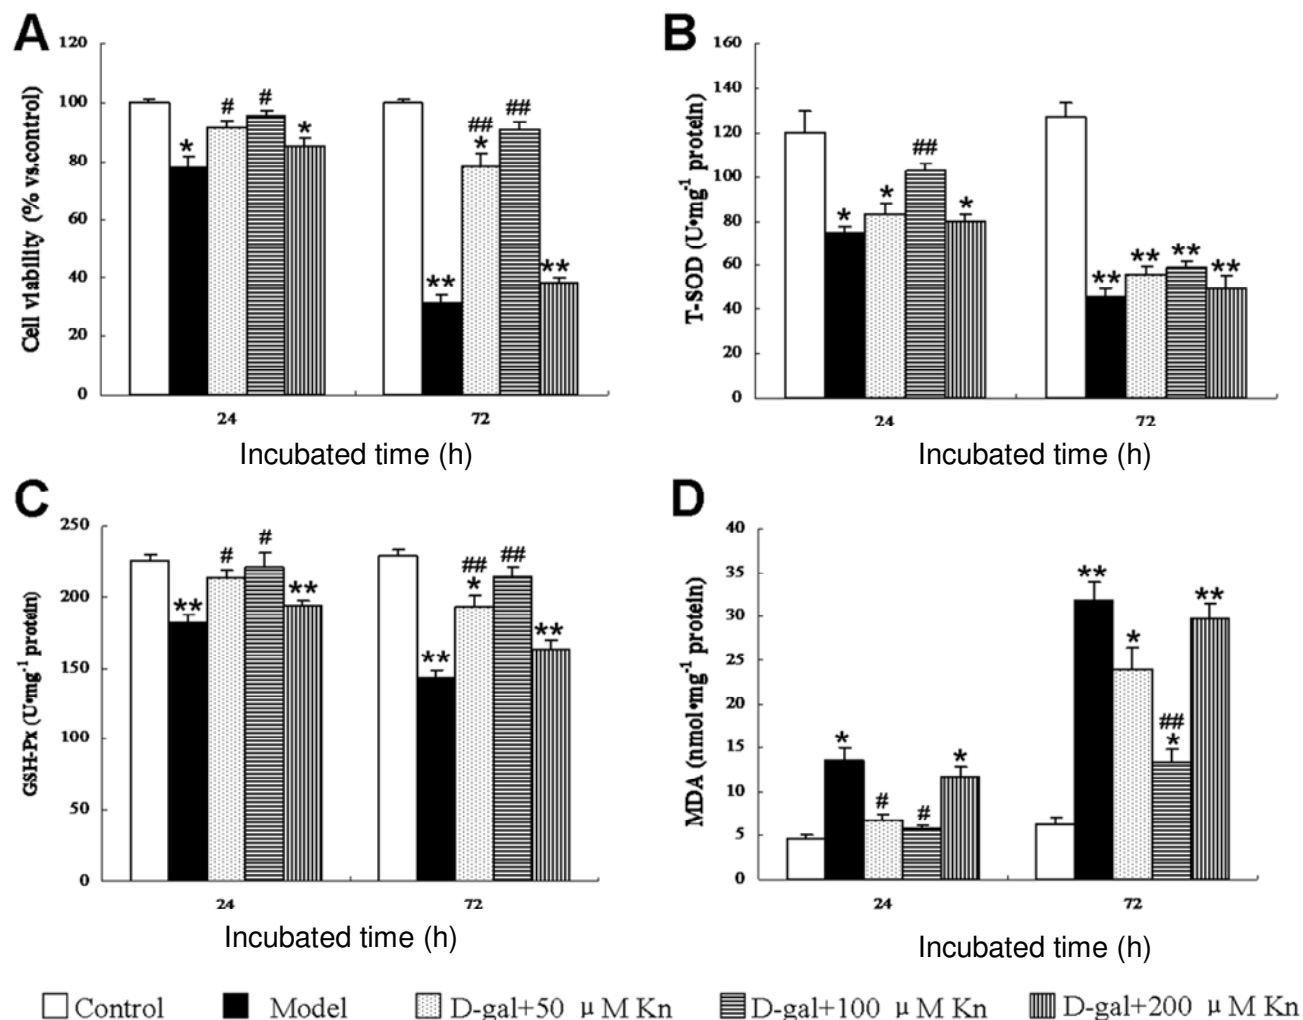 A
120
100
80
60
40
20
0
Cell viability (% vs.control)
* # # *
** ## * ## **
24 72
Incubated time (h)
B
160
140
120
100
80
60
40
20
0
T-SOD (U•mg⁻¹ protein)
* * ## *
** ** ** **
24 72
Incubated time (h)
C
250
200
150
100
50
0
GSH-Px (U•mg⁻¹ protein)
** # # **
** ## * ## **
24 72
Incubated time (h)
D
40
35
30
25
20
15
10
5
0
MDA (nmol•mg⁻¹ protein)
* # # *
** * ## * **
24 72
Incubated time (h)
Control Model D-gal+50 μM Kn D-gal+100 μM Kn D-gal+200 μM Kn